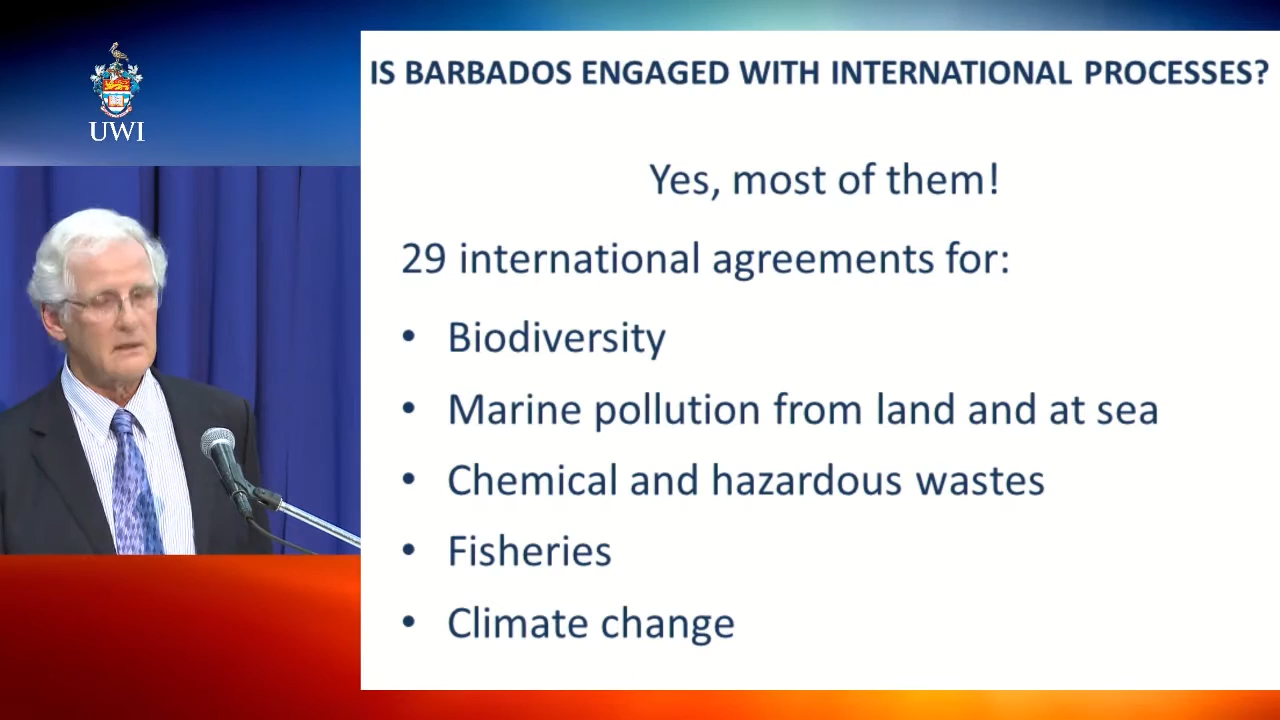 UWI
IS BARBADOS ENGAGED WITH INTERNATIONAL PROCESSES?
Yes, most of them!
29 international agreements for:
• Biodiversity
• Marine pollution from land and at sea
• Chemical and hazardous wastes
• Fisheries
• Climate change